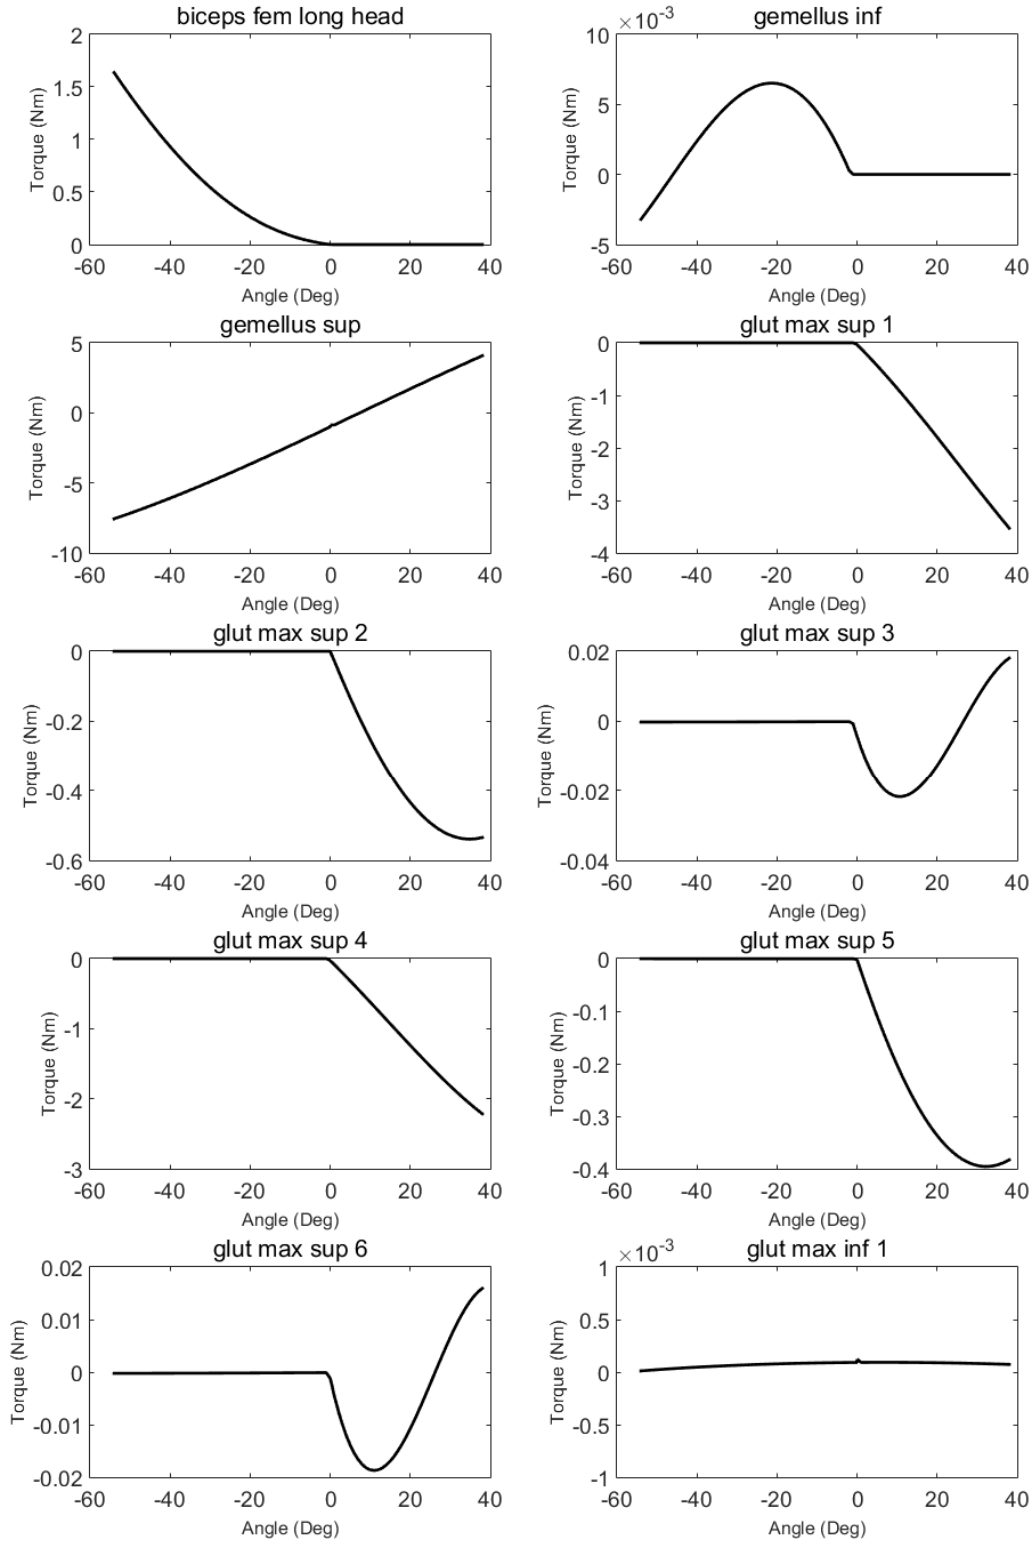 biceps fem long head
2
1.5
1
0.5
0
Torque (Nm)
-60 -40 -20 0 20 40
Angle (Deg)
gemellus inf
×10-3
10
5
0
-5
Torque (Nm)
-60 -40 -20 0 20 40
Angle (Deg)
gemellus sup
5
0
-5
-10
Torque (Nm)
-60 -40 -20 0 20 40
Angle (Deg)
glut max sup 1
0
-1
-2
-3
-4
Torque (Nm)
-60 -40 -20 0 20 40
Angle (Deg)
glut max sup 2
0
-0.2
-0.4
-0.6
Torque (Nm)
-60 -40 -20 0 20 40
Angle (Deg)
glut max sup 3
0.02
0
-0.02
-0.04
Torque (Nm)
-60 -40 -20 0 20 40
Angle (Deg)
glut max sup 4
0
-1
-2
-3
Torque (Nm)
-60 -40 -20 0 20 40
Angle (Deg)
glut max sup 5
0
-0.1
-0.2
-0.3
-0.4
Torque (Nm)
-60 -40 -20 0 20 40
Angle (Deg)
glut max sup 6
0.02
0.01
0
-0.01
-0.02
Torque (Nm)
-60 -40 -20 0 20 40
Angle (Deg)
glut max inf 1
×10-3
1
0.5
0
-0.5
-1
Torque (Nm)
-60 -40 -20 0 20 40
Angle (Deg)